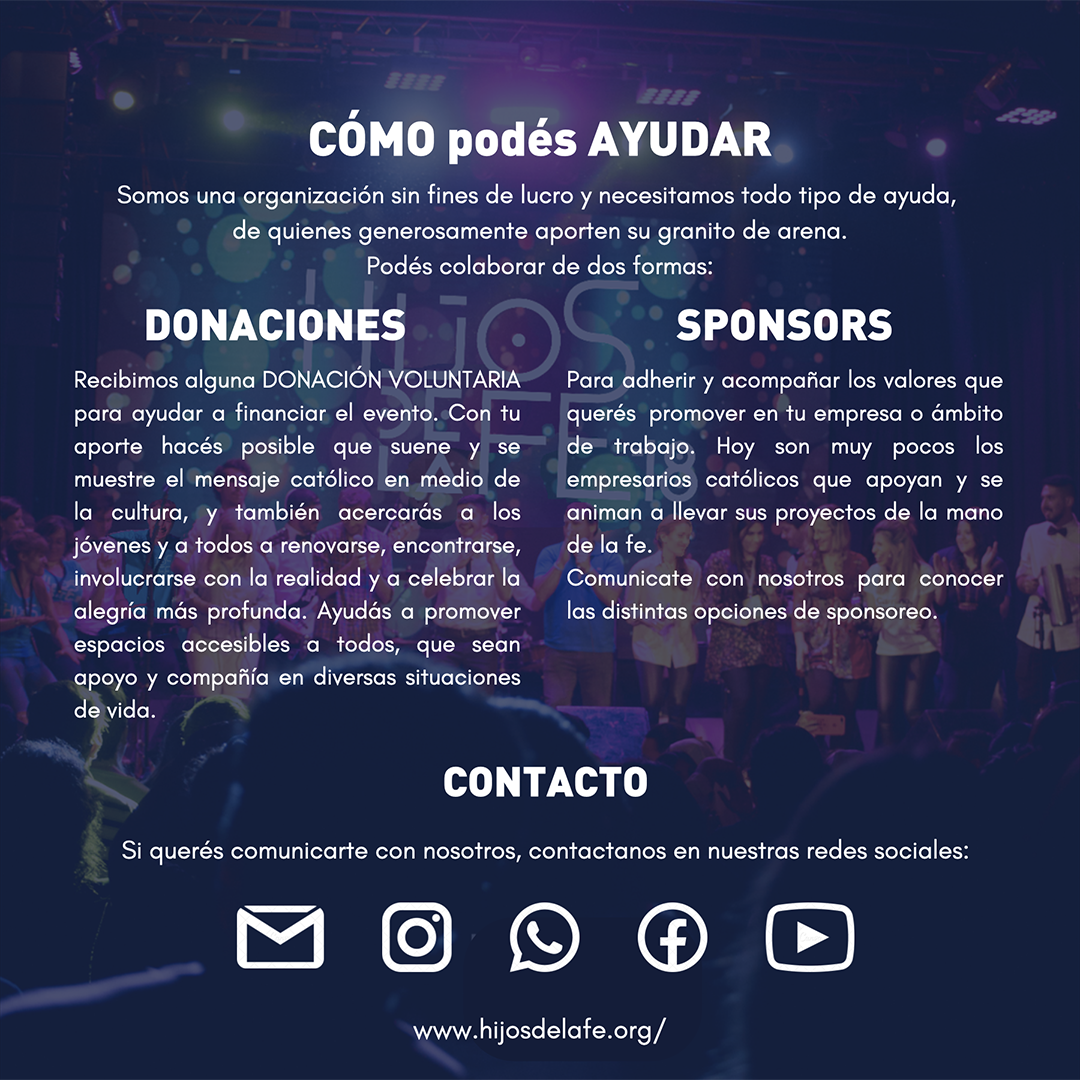 CÓMO podés AYUDAR
Somos una organización sin fines de lucro y necesitamos todo tipo de ayuda,
de quienes generosamente aporten su granito de arena.
Podés colaborar de dos formas:
DONACIONES
Recibimos alguna DONACIÓN VOLUNTARIA
para ayudar a financiar el evento. Con tu
aporte hacés posible que suene y se
muestre el mensaje católico en medio de
la cultura, y también acercarás a los
jóvenes y a todos a renovarse, encontrarse,
involucrarse con la realidad y a celebrar la
alegría más profunda. Ayudás a promover
espacios accesibles a todos, que sean
apoyo y compañía en diversas situaciones
de vida.
SPONSORS
Para adherir y acompañar los valores que
querés promover en tu empresa o ámbito
de trabajo. Hoy son muy pocos los
empresarios católicos que apoyan y se
animan a llevar sus proyectos de la mano
de la fe.
Comunicate con nosotros para conocer
las distintas opciones de sponsoreo.
HIJOS
DE
LA FE 18
CONTACTO
Si querés comunicarte con nosotros, contactanos en nuestras redes sociales:
www.hijosdelafe.org/